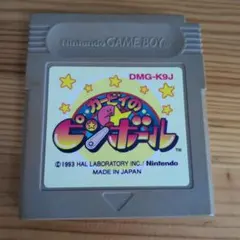 Nintendo GAME BOY
DMG-K9J
カービィの
ピンボール
TM
© 1993 HAL LABORATORY INC./Nintendo
MADE IN JAPAN